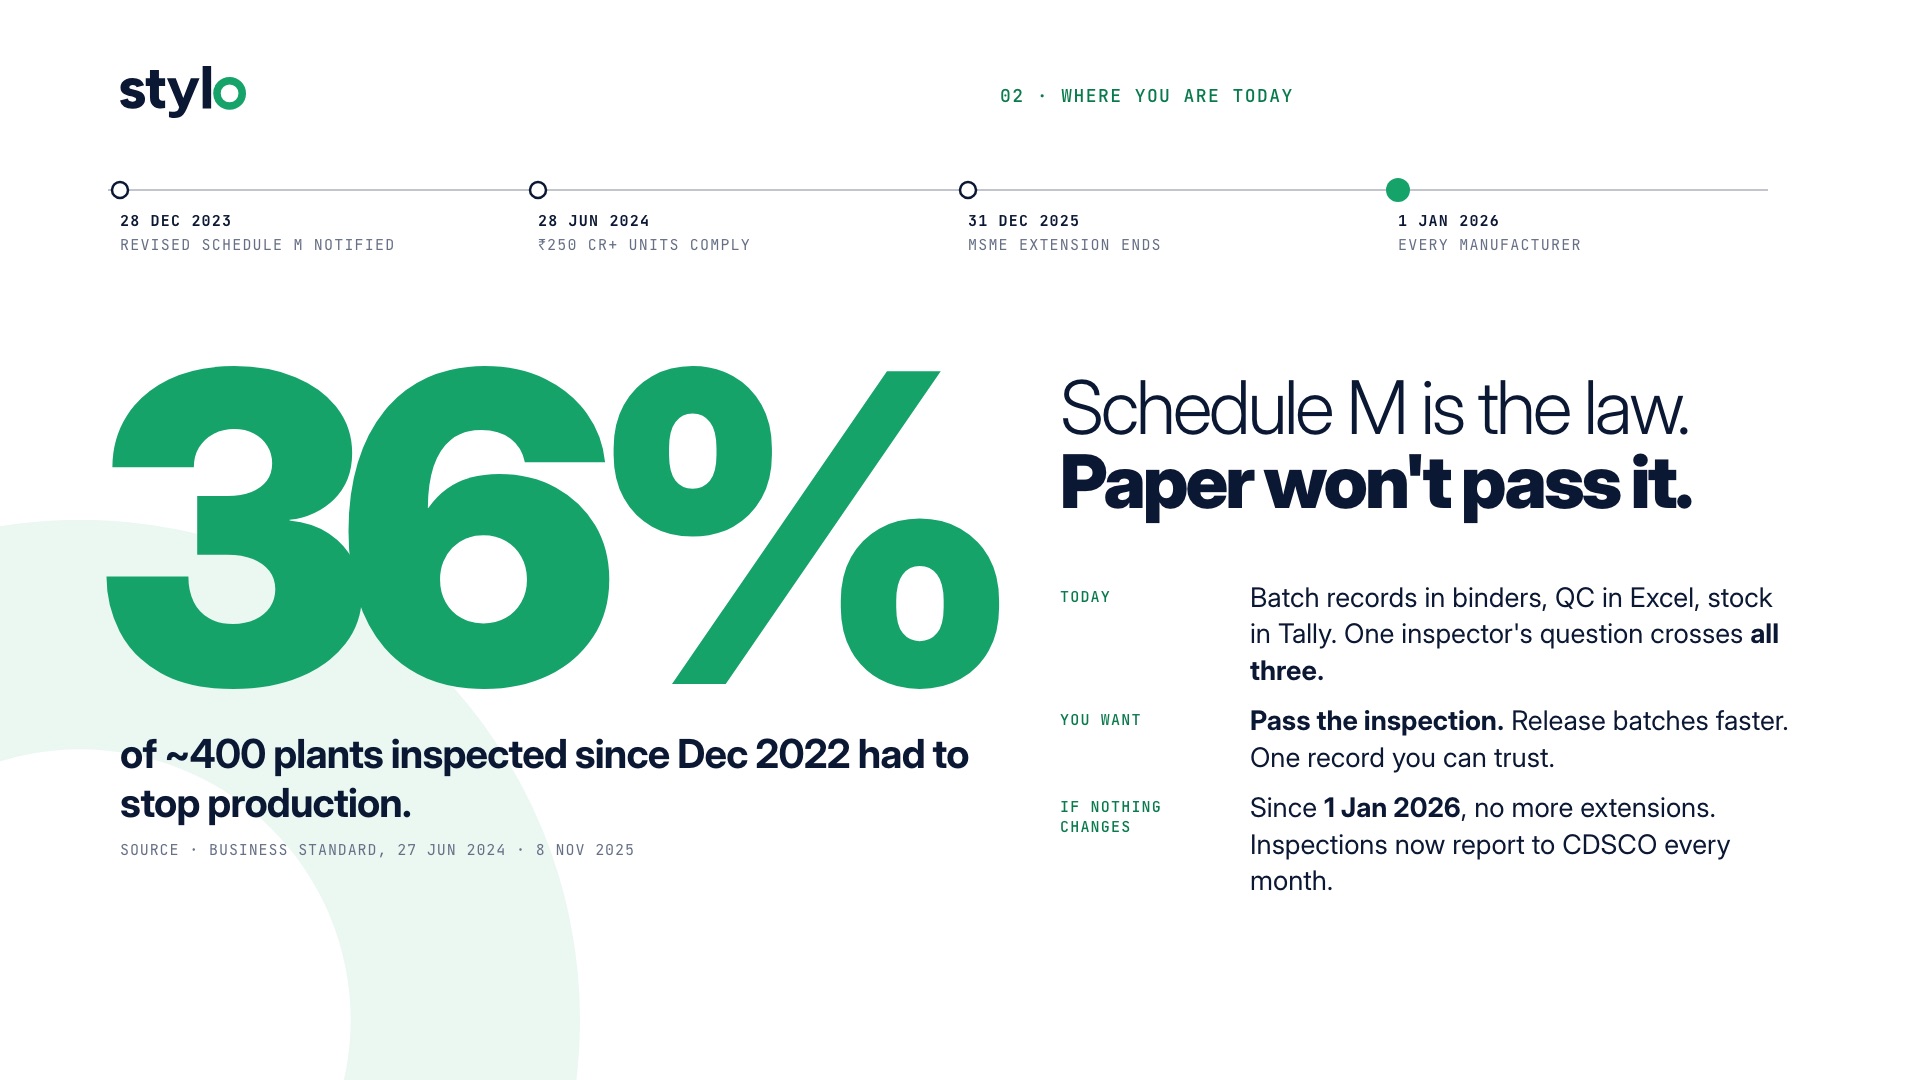 stylo
02 · WHERE YOU ARE TODAY
28 DEC 2023
REVISED SCHEDULE M NOTIFIED
28 JUN 2024
₹250 CR+ UNITS COMPLY
31 DEC 2025
MSME EXTENSION ENDS
1 JAN 2026
EVERY MANUFACTURER
36%
of ~400 plants inspected since Dec 2022 had to
stop production.
SOURCE · BUSINESS STANDARD, 27 JUN 2024 · 8 NOV 2025
Schedule M is the law.
Paper won't pass it.
TODAY
Batch records in binders, QC in Excel, stock
in Tally. One inspector's question crosses all
three.
YOU WANT
Pass the inspection. Release batches faster.
One record you can trust.
IF NOTHING
CHANGES
Since 1 Jan 2026, no more extensions.
Inspections now report to CDSCO every
month.